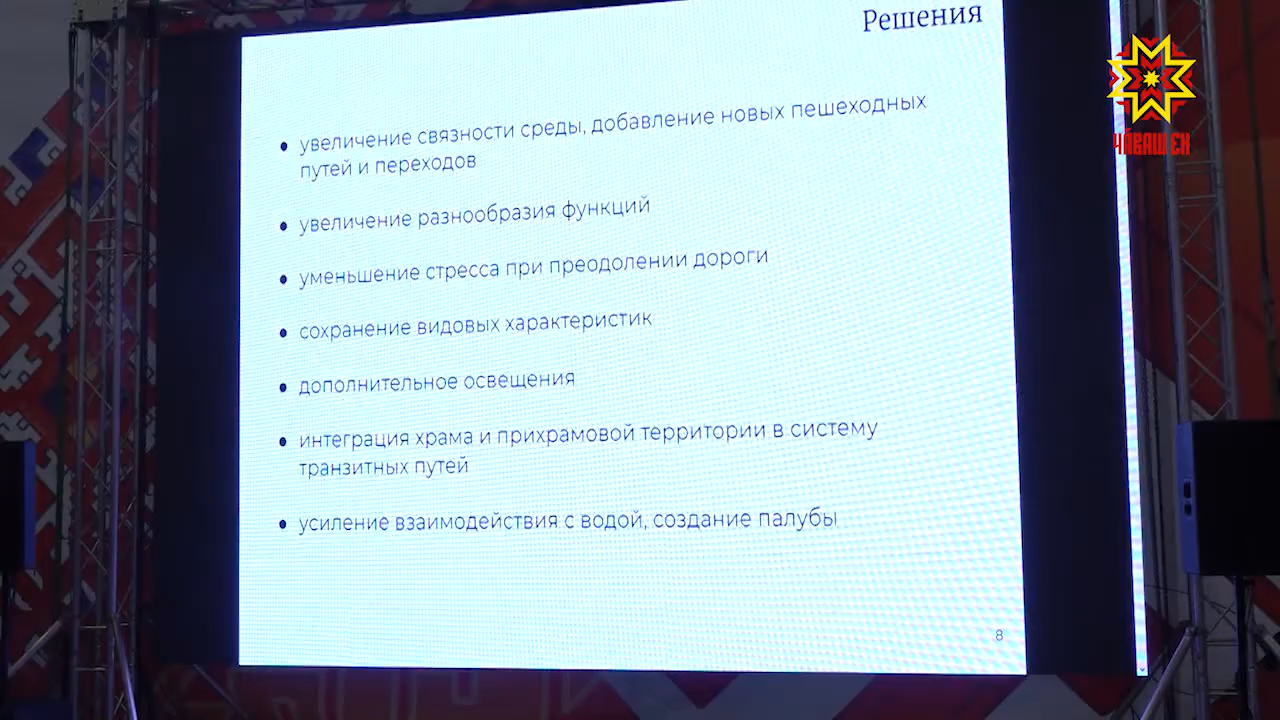 Решения
ЧӐВАШ ЕН
• увеличение связности среды, добавление новых пешеходных
путей и переходов
• увеличение разнообразия функций
• уменьшение стресса при преодолении дороги
• сохранение видовых характеристик
• дополнительное освещения
• интеграция храма и прихрамовой территории в систему
транзитных путей
• усиление взаимодействия с водой, создание палубы
8